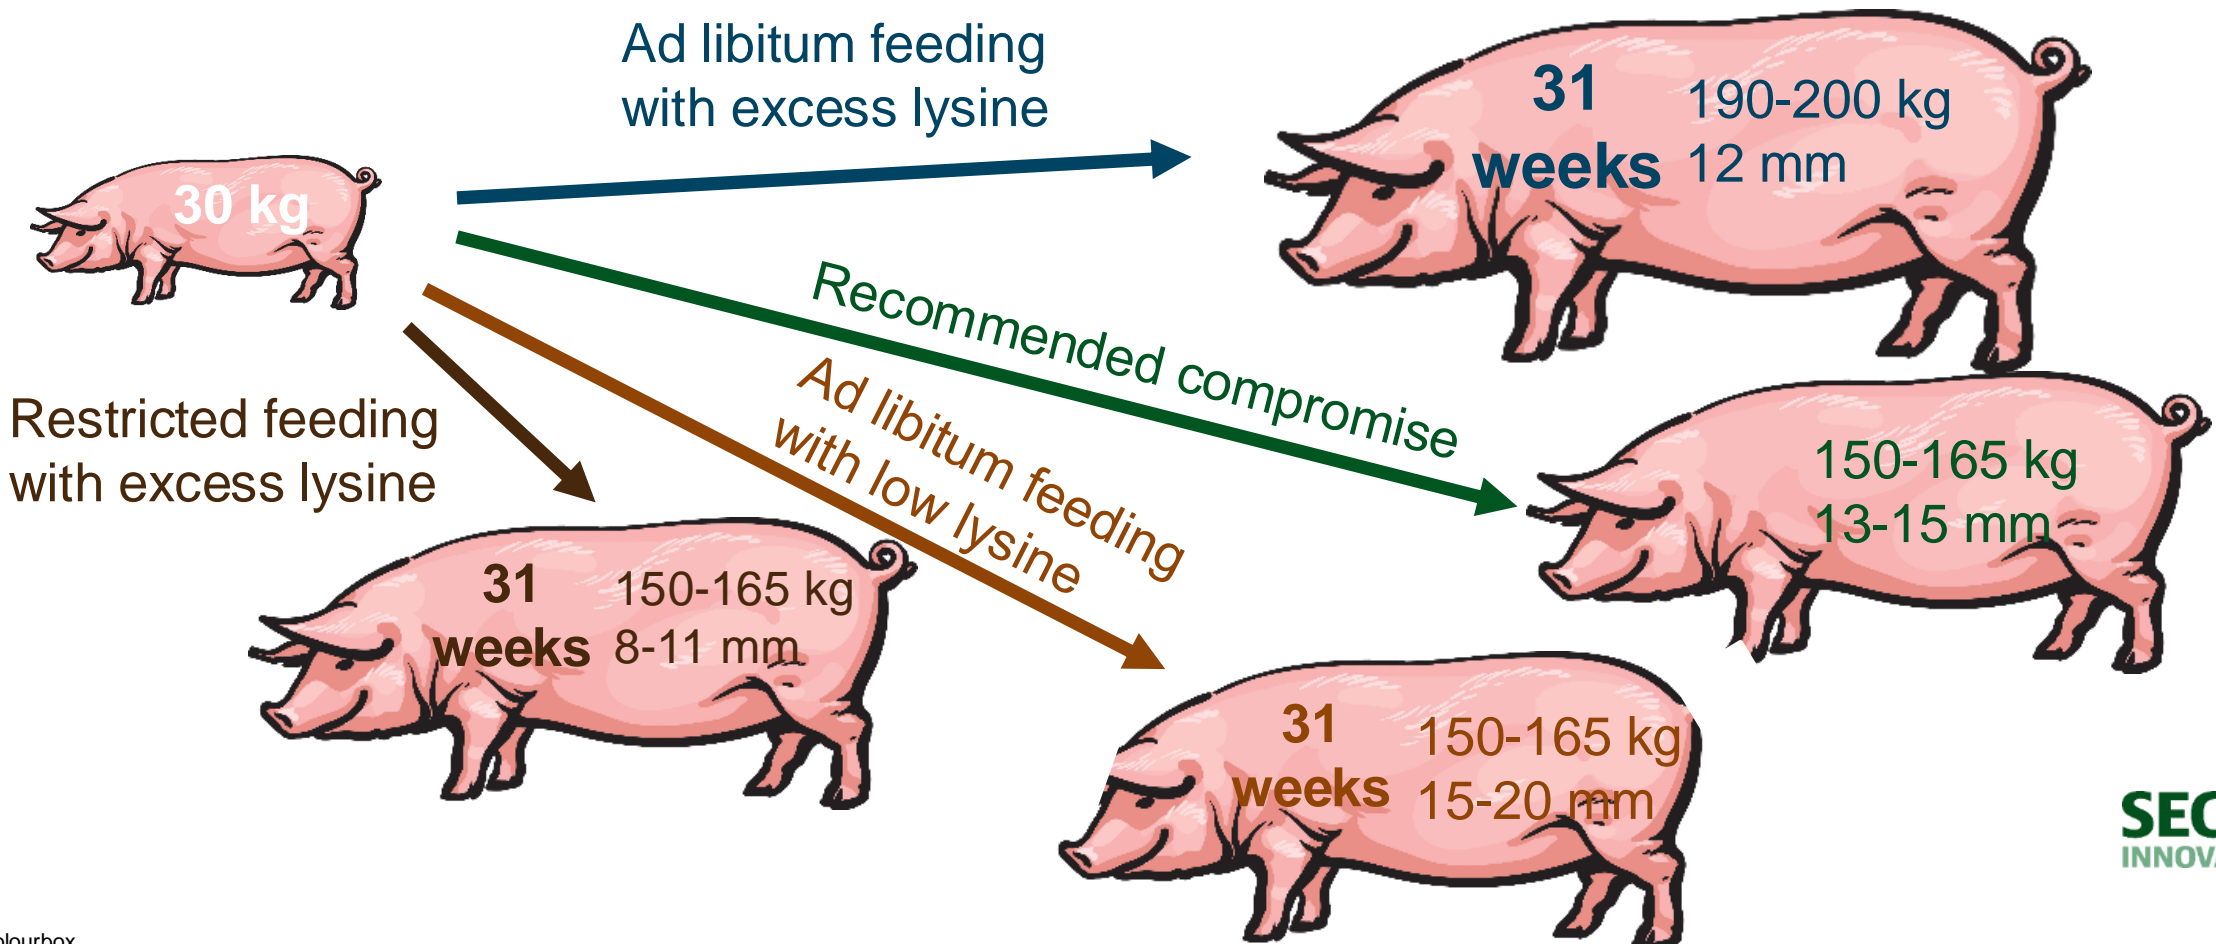 Ad libitum feeding
with excess lysine
31
weeks
190-200 kg
12 mm
30 kg
Recommended compromise
150-165 kg
13-15 mm
Ad libitum feeding
with low lysine
31
weeks
150-165 kg
15-20 mm
Restricted feeding
with excess lysine
31
weeks
150-165 kg
8-11 mm